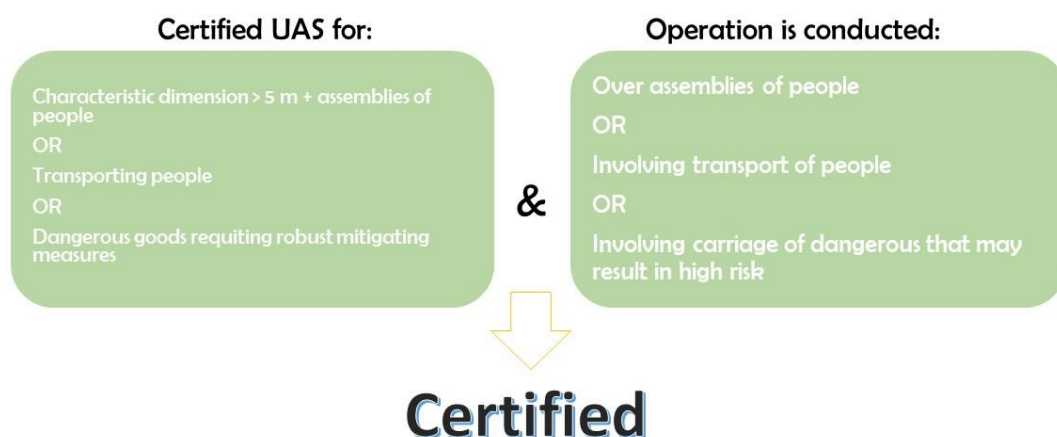 Certified UAS for:
Characteristic dimension > 5 m + assemblies of
people
OR
Transporting people
OR
Dangerous goods requiting robust mitigating
measures
&
Operation is conducted:
Over assemblies of people
OR
Involving transport of people
OR
Involving carriage of dangerous that may
result in high risk
Certified